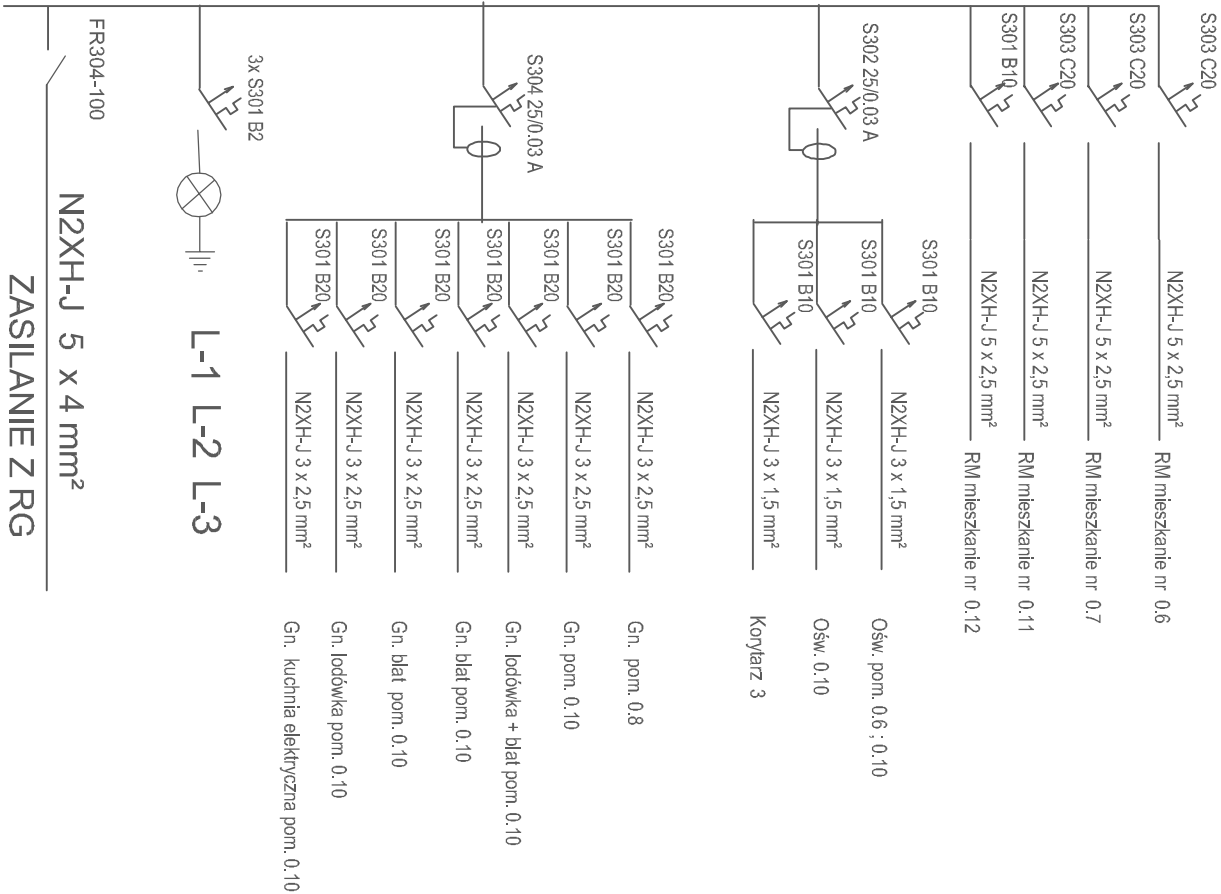 FR304-100
N2XH-J 5 x 4 mm²
ZASILANIE Z RG
3x S301 B2
L-1 L-2 L-3
S304 25/0.03 A
S301 B20
N2XH-J 3 x 2,5 mm²
Gn. kuchnia elektryczna pom. 0.10
S301 B20
N2XH-J 3 x 2,5 mm²
Gn. lodówka pom. 0.10
S301 B20
N2XH-J 3 x 2,5 mm²
Gn. blat pom. 0.10
S301 B20
N2XH-J 3 x 2,5 mm²
Gn. blat pom. 0.10
S301 B20
N2XH-J 3 x 2,5 mm²
Gn. lodówka + blat pom. 0.10
S301 B20
N2XH-J 3 x 2,5 mm²
Gn. pom. 0.10
S301 B20
N2XH-J 3 x 2,5 mm²
Gn. pom. 0.8
S302 25/0.03 A
S301 B10
N2XH-J 3 x 1,5 mm²
Korytarz 3
S301 B10
N2XH-J 3 x 1,5 mm²
Ośw. 0.10
S301 B10
N2XH-J 3 x 1,5 mm²
Ośw. pom. 0.6 ; 0.10
S301 B10
N2XH-J 5 x 2,5 mm²
RM mieszkanie nr 0.12
S303 C20
N2XH-J 5 x 2,5 mm²
RM mieszkanie nr 0.11
S303 C20
N2XH-J 5 x 2,5 mm²
RM mieszkanie nr 0.7
S303 C20
N2XH-J 5 x 2,5 mm²
RM mieszkanie nr 0.6